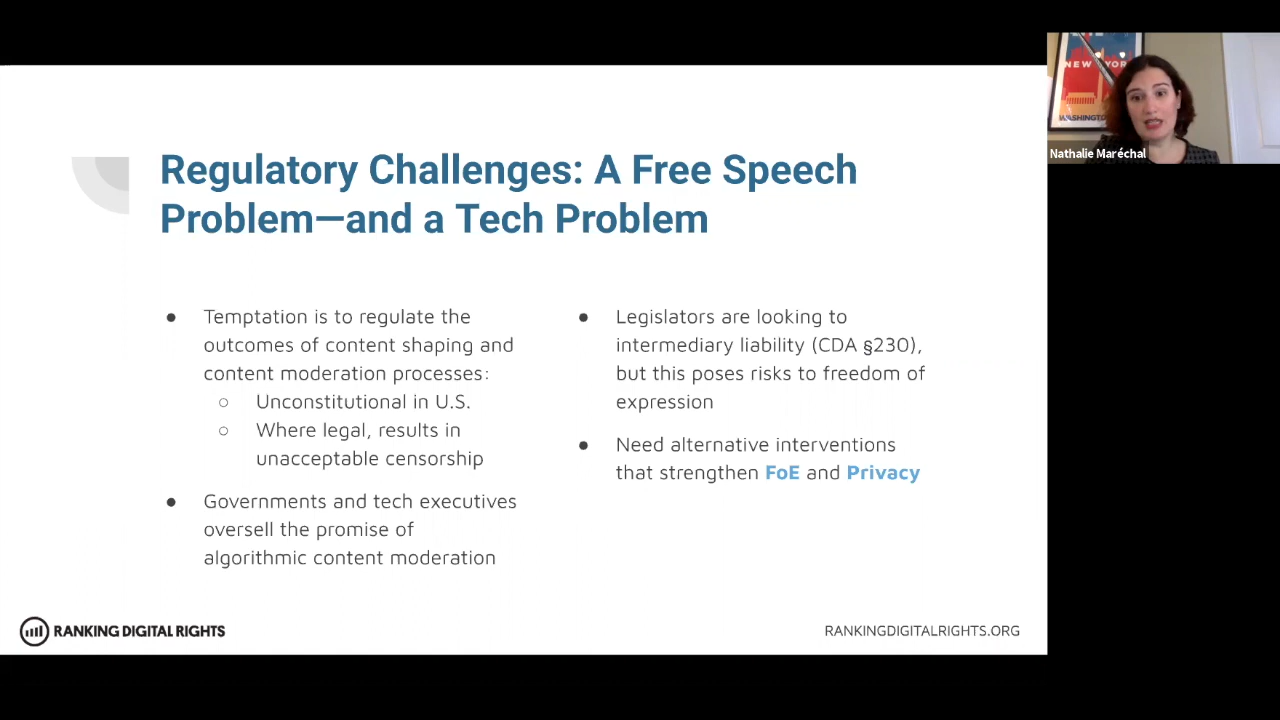 Regulatory Challenges: A Free Speech
Problem—and a Tech Problem
● Temptation is to regulate the
outcomes of content shaping and
content moderation processes:
○ Unconstitutional in U.S.
○ Where legal, results in
unacceptable censorship
● Governments and tech executives
oversell the promise of
algorithmic content moderation
● Legislators are looking to
intermediary liability (CDA §230),
but this poses risks to freedom of
expression
● Need alternative interventions
that strengthen FoE and Privacy
RANKING DIGITAL RIGHTS
RANKINGDIGITALRIGHTS.ORG
NEW YOR
WASHINGTO
Nathalie Maréchal